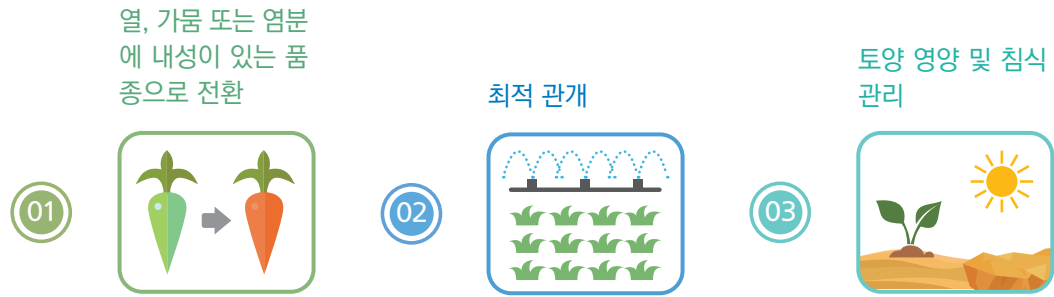 열, 가뭄 또는 염분
에 내성이 있는 품
종으로 전환
01
최적 관개
02
토양 영양 및 침식
관리
03